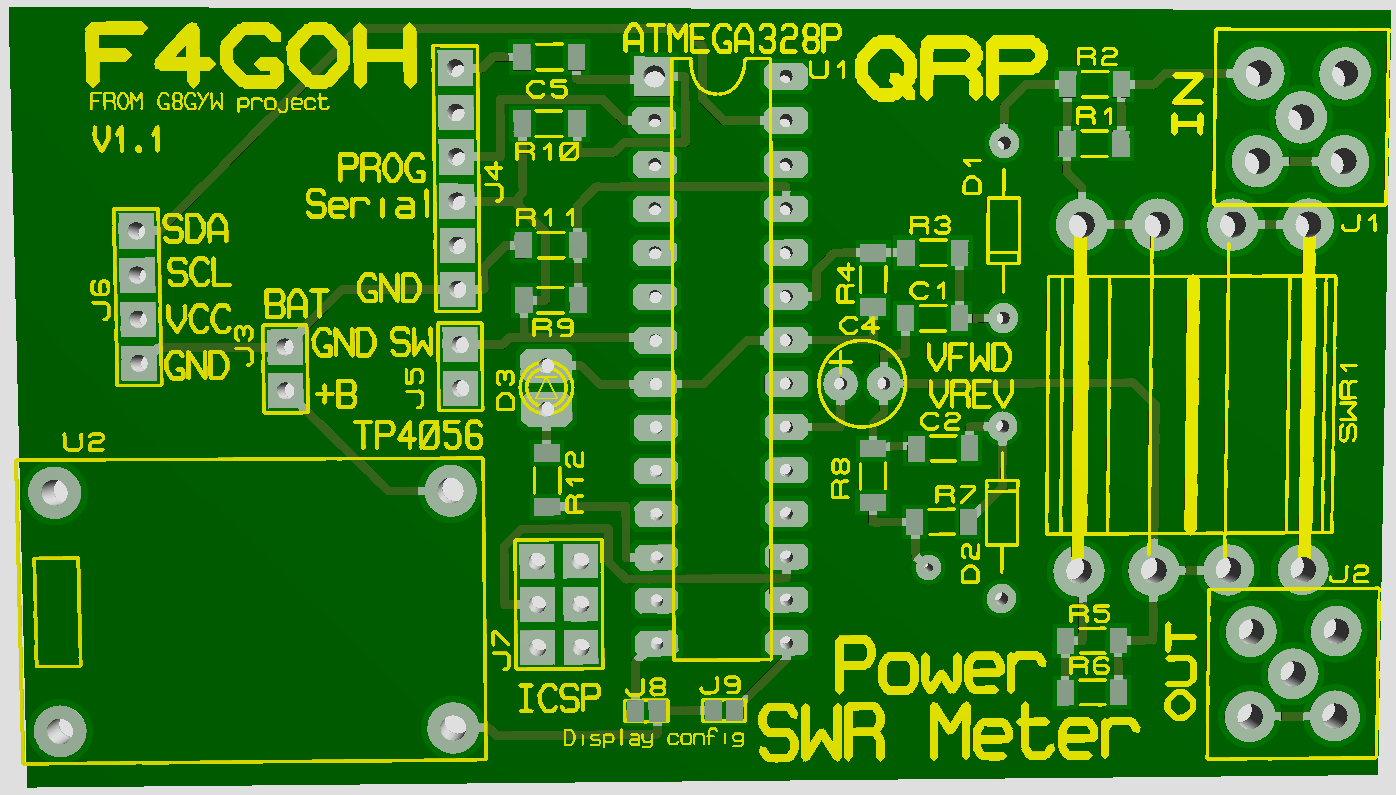 F4GOH
FROM G8GYW project
V1.1
ATMEGA328P
U1
QRP
R2
R1
IN
C5
R10
PROG
Serial
J4
D1
SDA
SCL
VCC
GND
J6
R11
R3
J1
GND
R4
C1
BAT
GND
+B
J3
SW
J5
R9
C4
+
VFWD
VREV
D3
SWR1
TP4056
C2
U2
R12
R8
R7
D2
J2
J7
R5
R6
OUT
ICSP
J8
J9
Display config
Power
SWR Meter